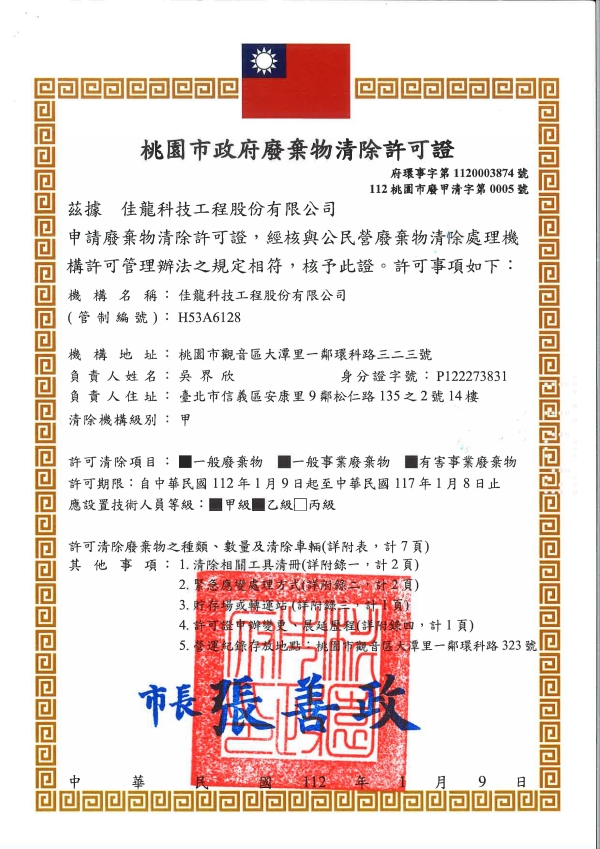 桃園市政府廢棄物清除許可證
府環事字第 1120003874 號
112 桃園市廢甲清字第 0005 號
茲據 佳龍科技工程股份有限公司
申請廢棄物清除許可證，經核與公民營廢棄物清除處理機
構許可管理辦法之規定相符，核予此證。許可事項如下：
機構名稱：佳龍科技工程股份有限公司
(管制編號)：H53A6128
機構地址：桃園市觀音區大潭里一鄰環科路三二三號
負責人姓名：吳界欣 身分證字號：P122273831
負責人住址：臺北市信義區安康里 9 鄰松仁路 135 之 2 號 14 樓
清除機構級別：甲
許可清除項目：■一般廢棄物 ■一般事業廢棄物 ■有害事業廢棄物
許可期限：自中華民國 112 年 1 月 9 日起至中華民國 117 年 1 月 8 日止
應設置技術人員等級：■甲級■乙級□丙級
許可清除廢棄物之種類、數量及清除車輛(詳附表，計 7 頁)
其他事項：1. 清除相關工具清冊(詳附錄一，計 2 頁)
2. 緊急應變處理方式(詳附錄二，計 2 頁)
3. 貯存場或轉運站(詳附錄三，計 1 頁)
4. 許可證申辦變更、展延歷程(詳附錄四，計 1 頁)
5. 營運紀錄存放地點：桃園市觀音區大潭里一鄰環科路 323 號
市長 張善政
中華民國 112 年 1 月 9 日